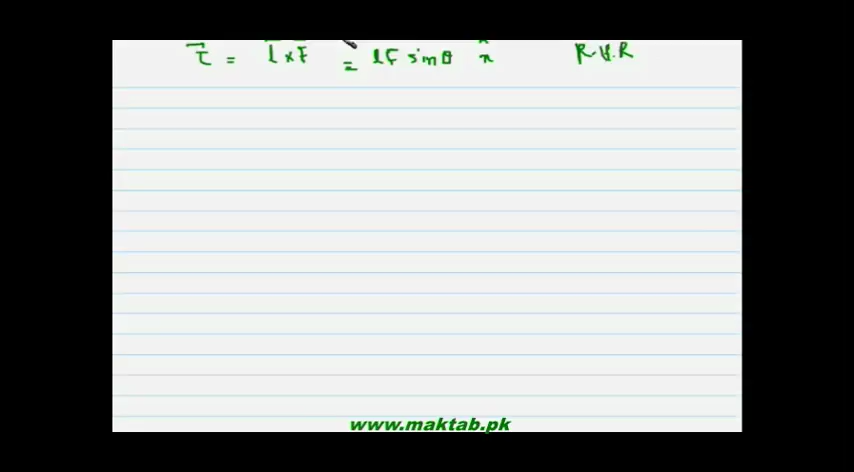 τ⃗ = l⃗ × F⃗ = lF sinθ n̂ R.H.R
www.maktab.pk